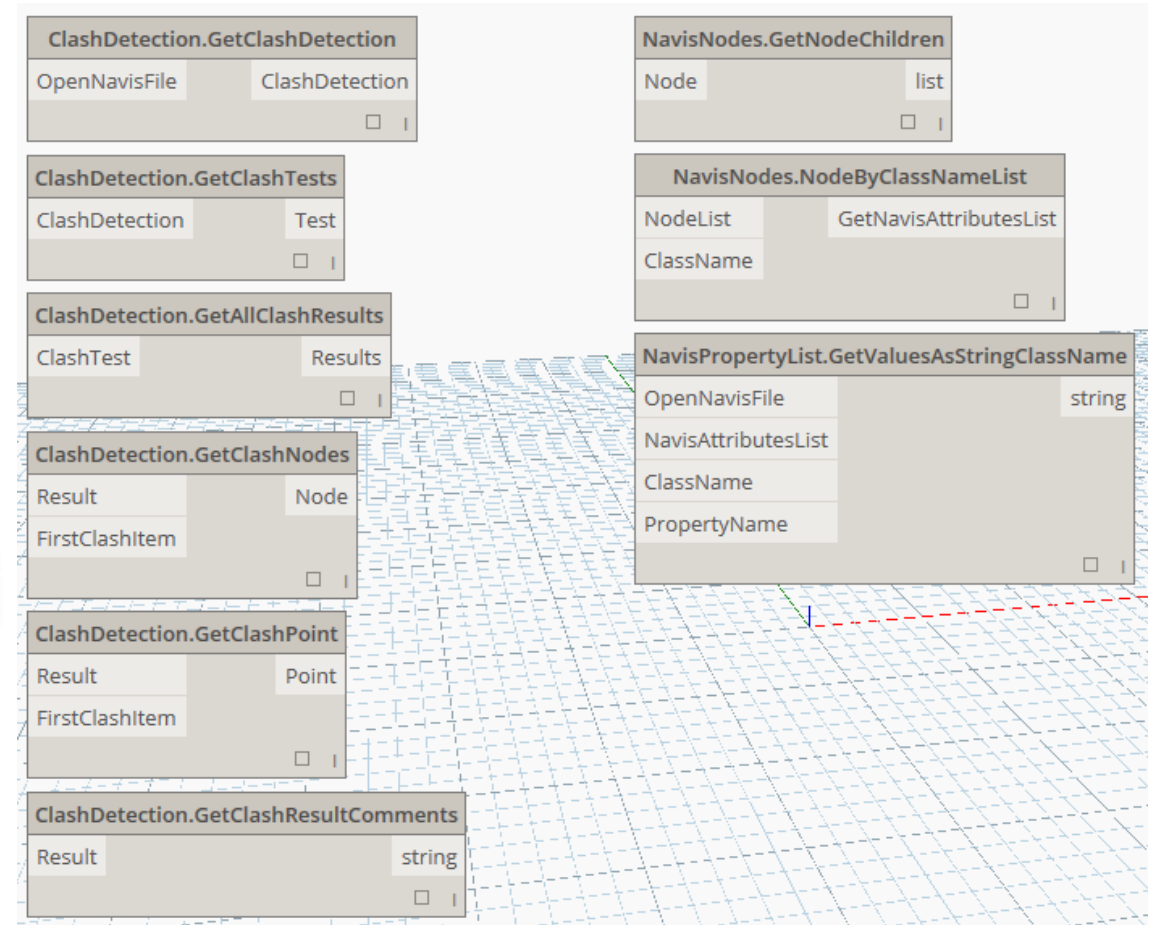 ClashDetection.GetClashDetection
OpenNavisFile ClashDetection
ClashDetection.GetClashTests
ClashDetection Test
ClashDetection.GetAllClashResults
ClashTest Results
ClashDetection.GetClashNodes
Result Node
FirstClashItem
ClashDetection.GetClashPoint
Result Point
FirstClashItem
ClashDetection.GetClashResultComments
Result string
NavisNodes.GetNodeChildren
Node list
NavisNodes.NodeByClassNameList
NodeList GetNavisAttributesList
ClassName
NavisPropertyList.GetValuesAsStringClassName
OpenNavisFile string
NavisAttributesList
ClassName
PropertyName